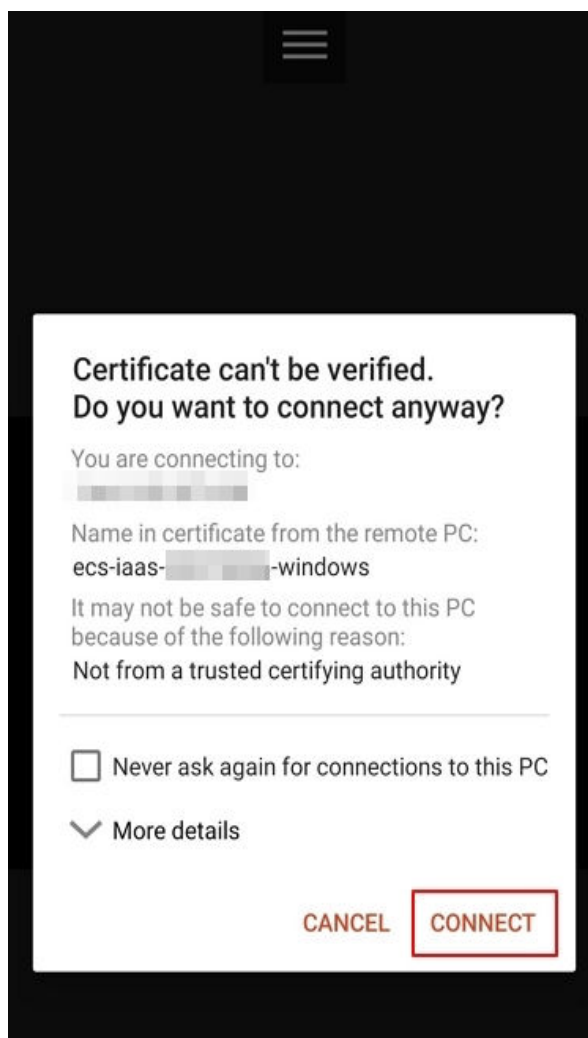 Certificate can't be verified.
Do you want to connect anyway?
You are connecting to:
Name in certificate from the remote PC:
ecs-iaas- -windows
It may not be safe to connect to this PC
because of the following reason:
Not from a trusted certifying authority
Never ask again for connections to this PC
More details
CANCEL CONNECT